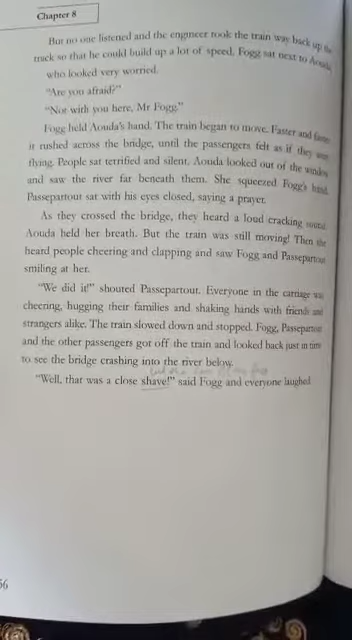 Chapter 8
But no one listened and the engineer took the train way back up the
track so that he could build up a lot of speed. Fogg sat next to Aouda
who looked very worried.
"Are you afraid?"
"Not with you here, Mr Fogg."
Fogg held Aouda's hand. The train began to move. Faster and faster
it rushed across the bridge, until the passengers felt as if they were
flying. People sat terrified and silent. Aouda looked out of the window
and saw the river far beneath them. She squeezed Fogg's hand.
Passepartout sat with his eyes closed, saying a prayer.
As they crossed the bridge, they heard a loud cracking sound.
Aouda held her breath. But the train was still moving! Then she
heard people cheering and clapping and saw Fogg and Passepartout
smiling at her.
"We did it!" shouted Passepartout. Everyone in the carriage was
cheering, hugging their families and shaking hands with friends and
strangers alike. The train slowed down and stopped. Fogg, Passepartout
and the other passengers got off the train and looked back just in time
to see the bridge crashing into the river below.
"Well, that was a close shave!" said Fogg and everyone laughed
56